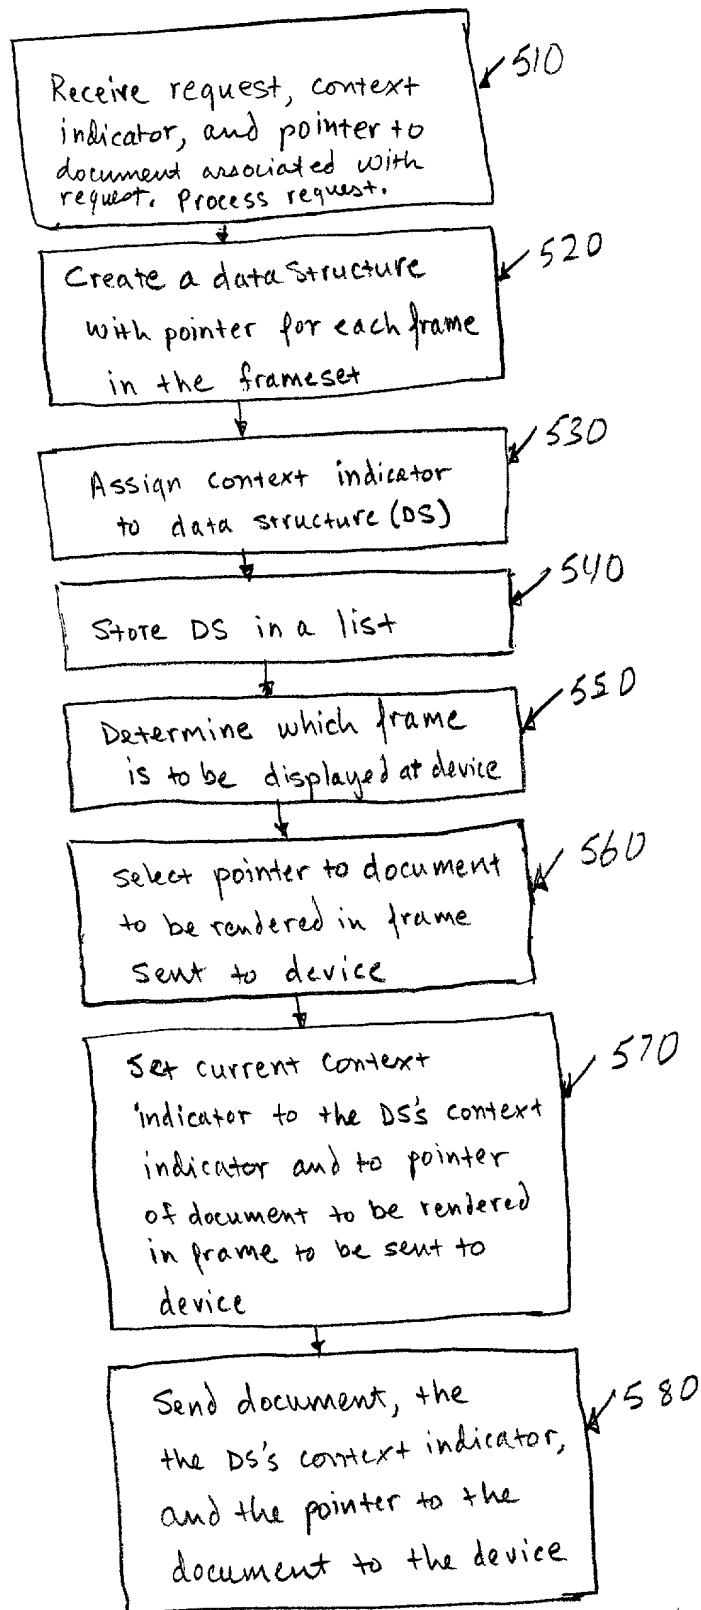 Receive request, context
indicator, and pointer to
document associated with
request. Process request.
510
Create a data structure
with pointer for each frame
in the frameset
520
Assign context indicator
to data structure (DS)
530
Store DS in a list
540
Determine which frame
is to be displayed at device
550
Select pointer to document
to be rendered in frame
sent to device
560
Set current context
indicator to the DS's context
indicator and to pointer
of document to be rendered
in frame to be sent to
device
570
Send document, the
the DS's context indicator,
and the pointer to the
document to the device
580